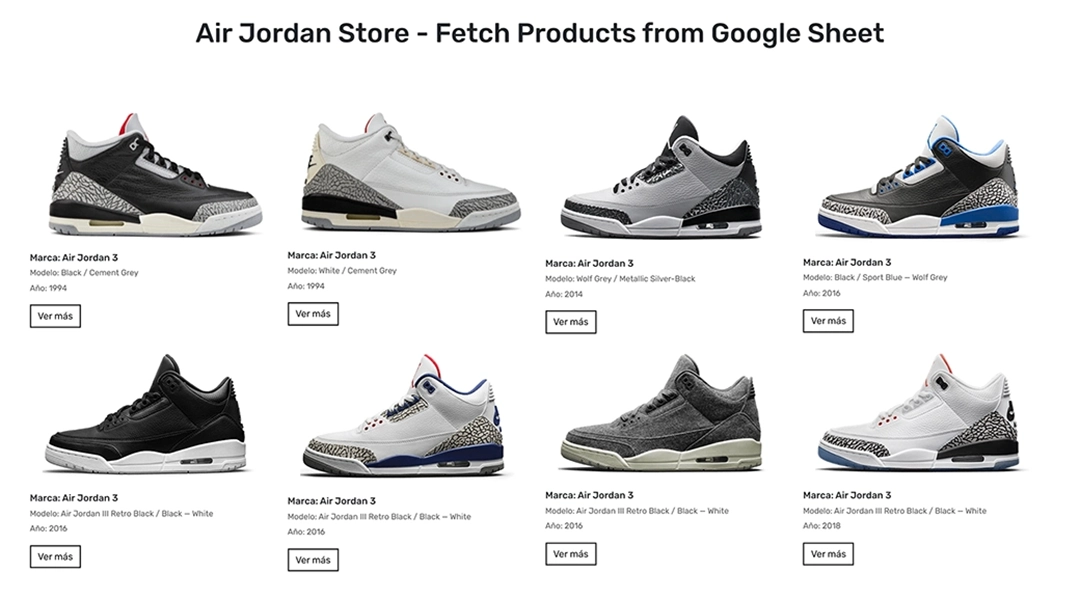 Air Jordan Store - Fetch Products from Google Sheet
Marca: Air Jordan 3
Modelo: Black / Cement Grey
Año: 1994
Ver más
Marca: Air Jordan 3
Modelo: White / Cement Grey
Año: 1994
Ver más
Marca: Air Jordan 3
Modelo: Wolf Grey / Metallic Silver-Black
Año: 2014
Ver más
Marca: Air Jordan 3
Modelo: Black / Sport Blue – Wolf Grey
Año: 2016
Ver más
Marca: Air Jordan 3
Modelo: Air Jordan III Retro Black / Black – White
Año: 2016
Ver más
Marca: Air Jordan 3
Modelo: Air Jordan III Retro Black / Black – White
Año: 2016
Ver más
Marca: Air Jordan 3
Modelo: Air Jordan III Retro Black / Black – White
Año: 2016
Ver más
Marca: Air Jordan 3
Modelo: Air Jordan III Retro Black / Black – White
Año: 2018
Ver más